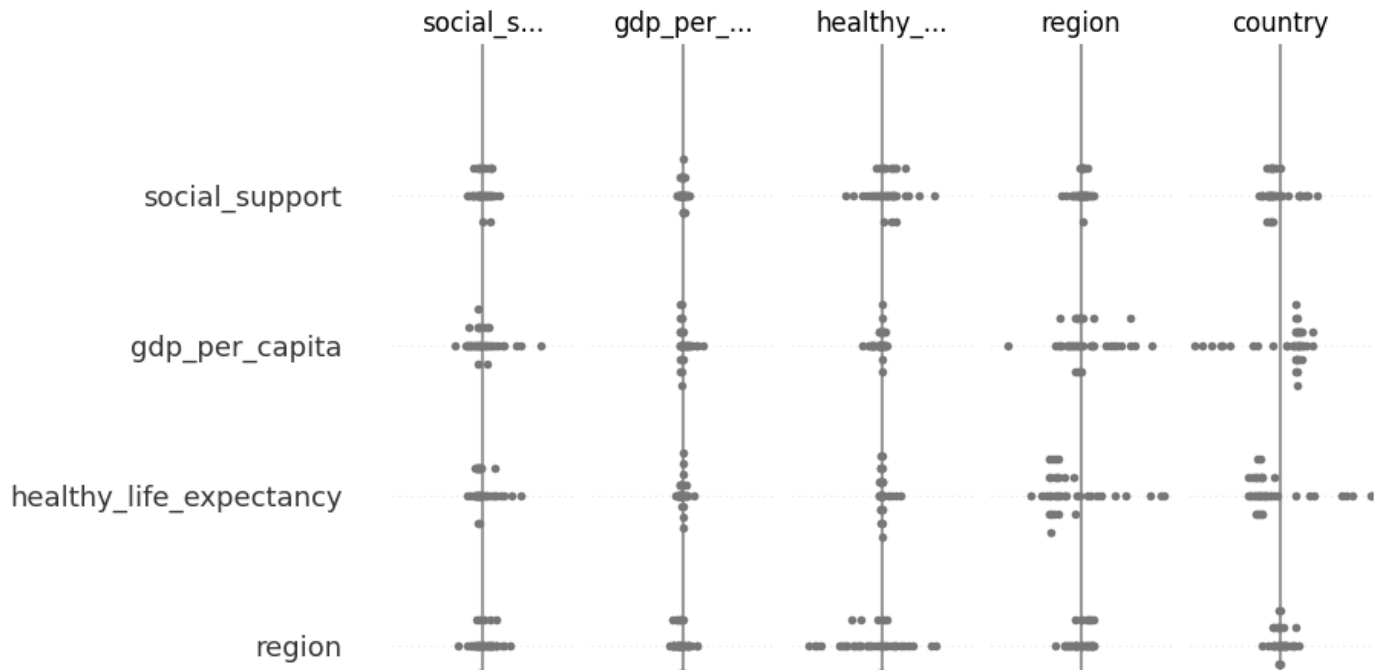 social_s... gdp_per_... healthy_... region country
social_support
gdp_per_capita
healthy_life_expectancy
region